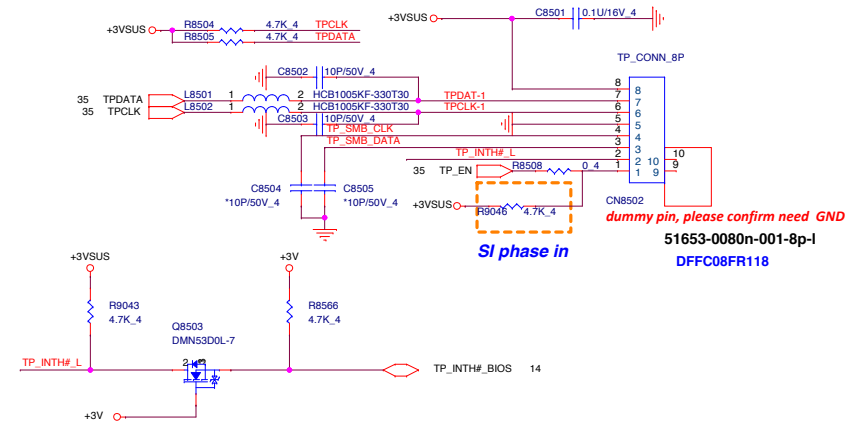 +3VSUS R8504 4.7K_4 TPCLK
R8505 4.7K_4 TPDATA
+3VSUS C8501 0.1U/16V_4
TP_CONN_8P
C8502 10P/50V_4
35 TPDATA L8501 1 2 HCB1005KF-330T30 TPDAT-1
35 TPCLK L8502 1 2 HCB1005KF-330T30 TPCLK-1
C8503 10P/50V_4
TP_SMB_CLK
TP_SMB_DATA
TP_INTH#_L
35 TP_EN R8508 0_4
8 8
7 7
6 6
5 5
4 4
3 3
2 2 10 10
1 1 9 9
C8504 C8505
*10P/50V_4 *10P/50V_4
+3VSUS R9046 4.7K_4
CN8502
dummy pin, please confirm need GND
SI phase in
51653-0080n-001-8p-l
DFFC08FR118
+3VSUS +3V
R9043 R8566
4.7K_4 4.7K_4
Q8503
DMN53D0L-7
TP_INTH#_L 2 3 TP_INTH#_BIOS 14
+3V